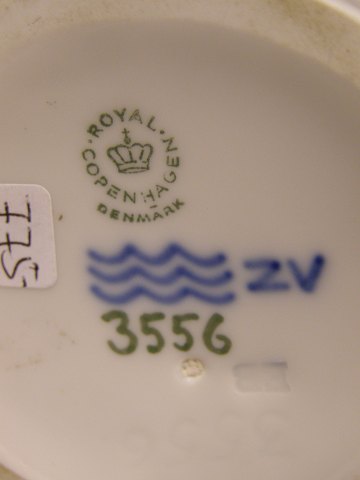 ROYAL COPENHAGEN
DENMARK
ZV
3556